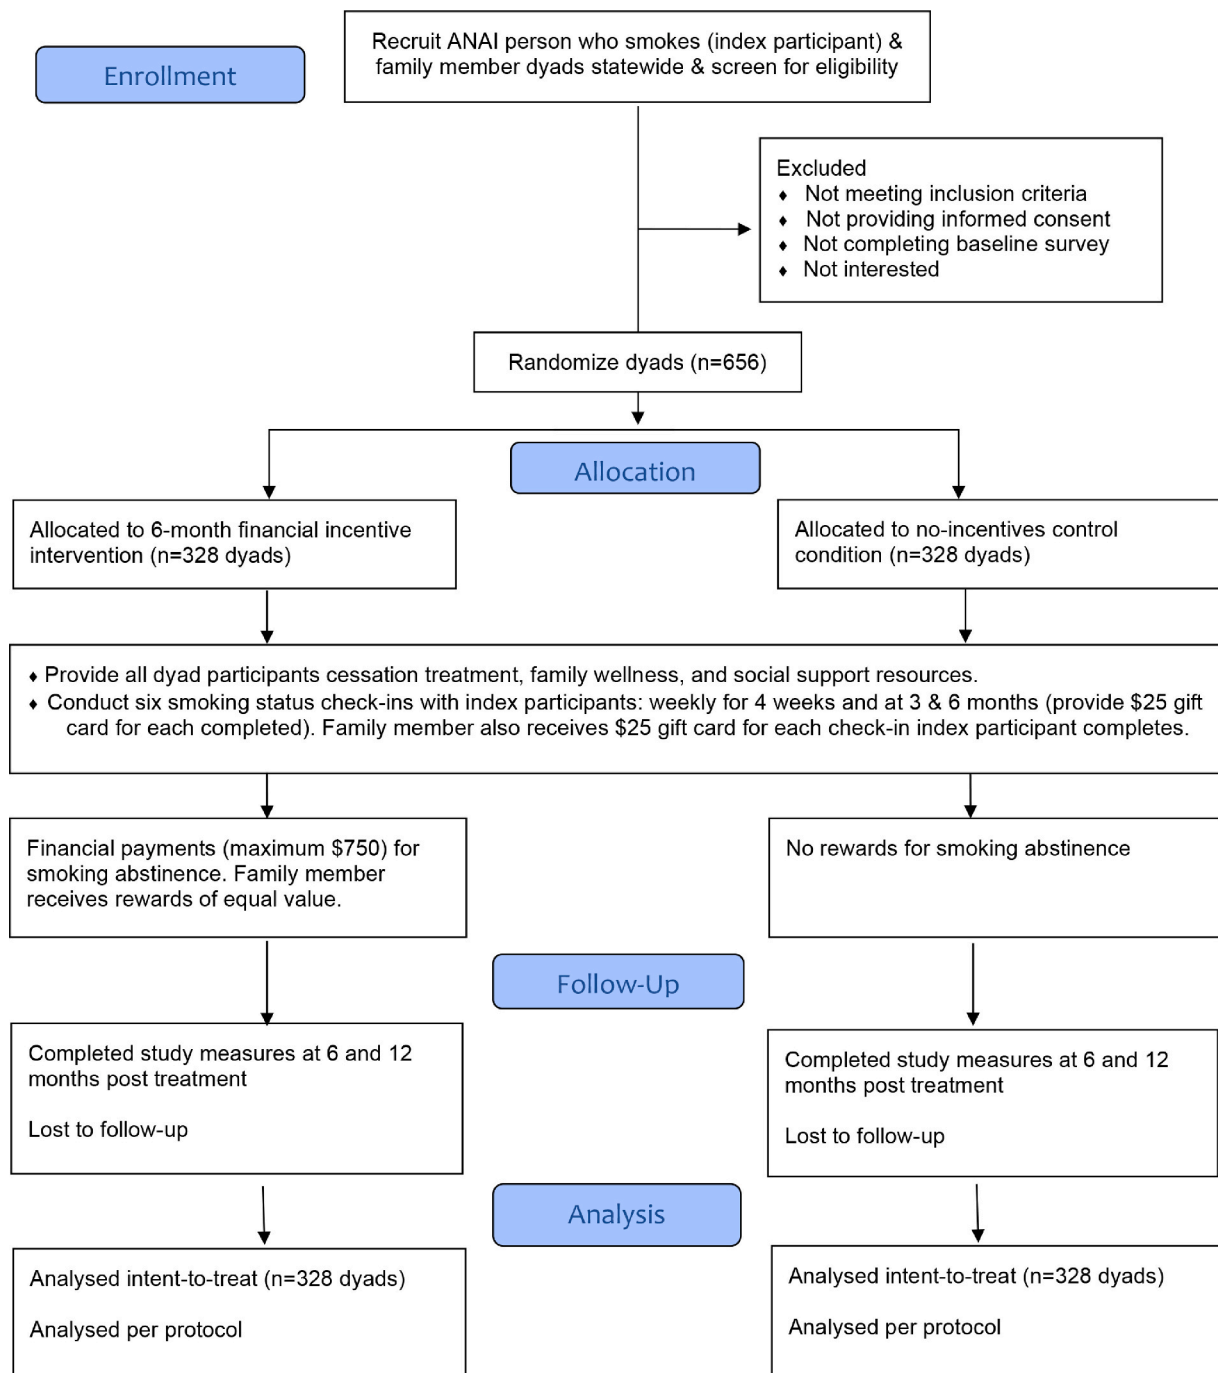 Enrollment
Recruit ANAI person who smokes (index participant) &
family member dyads statewide & screen for eligibility
Excluded
♦ Not meeting inclusion criteria
♦ Not providing informed consent
♦ Not completing baseline survey
♦ Not interested
Randomize dyads (n=656)
Allocation
Allocated to 6-month financial incentive
intervention (n=328 dyads)
Allocated to no-incentives control
condition (n=328 dyads)
♦ Provide all dyad participants cessation treatment, family wellness, and social support resources.
♦ Conduct six smoking status check-ins with index participants: weekly for 4 weeks and at 3 & 6 months (provide $25 gift
card for each completed). Family member also receives $25 gift card for each check-in index participant completes.
Financial payments (maximum $750) for
smoking abstinence. Family member
receives rewards of equal value.
No rewards for smoking abstinence
Follow-Up
Completed study measures at 6 and 12
months post treatment
Lost to follow-up
Completed study measures at 6 and 12
months post treatment
Lost to follow-up
Analysis
Analysed intent-to-treat (n=328 dyads)
Analysed per protocol
Analysed intent-to-treat (n=328 dyads)
Analysed per protocol